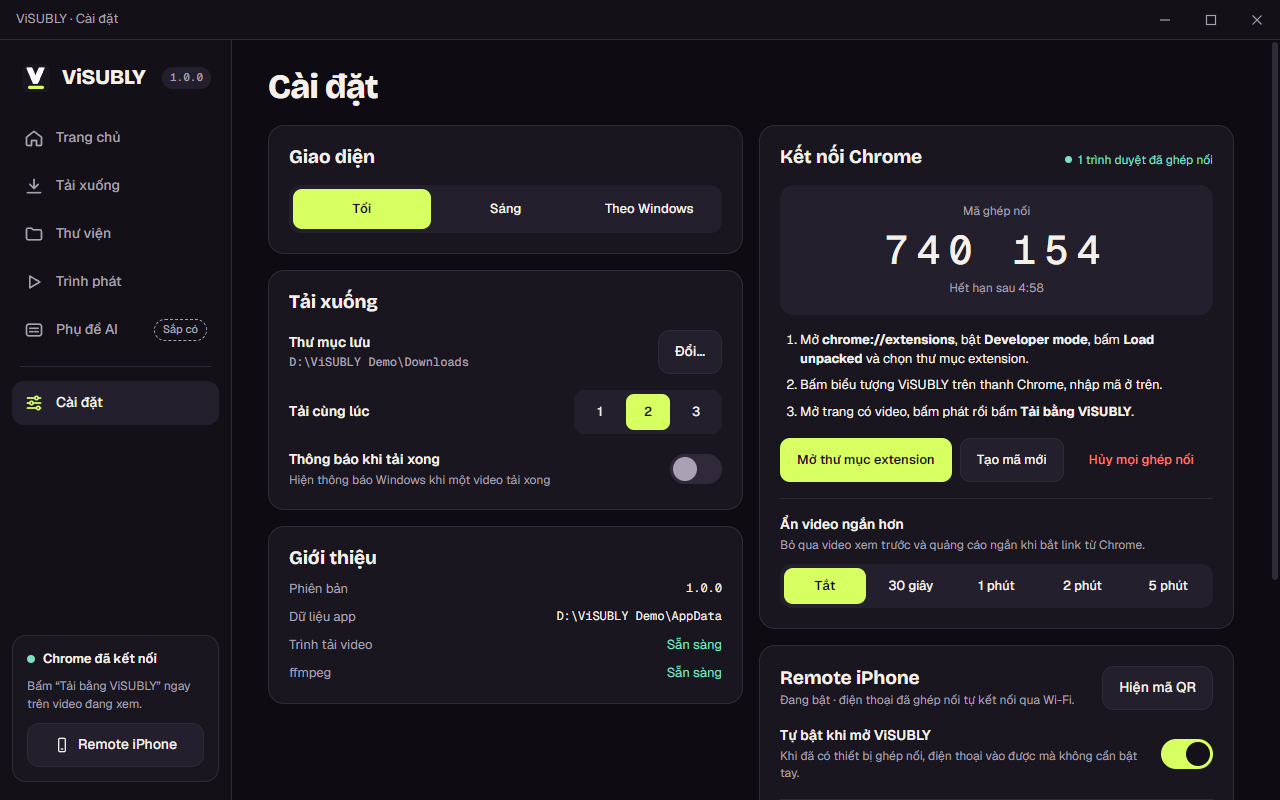 ViSUBLY · Cài đặt
ViSUBLY 1.0.0
Trang chủ
Tải xuống
Thư viện
Trình phát
Phụ đề AI Sắp có
Cài đặt
Chrome đã kết nối
Bấm “Tải bằng ViSUBLY” ngay
trên video đang xem.
Remote iPhone
Cài đặt
Giao diện
Tối Sáng Theo Windows
Tải xuống
Thư mục lưu
D:\ViSUBLY Demo\Downloads
Đổi…
Tải cùng lúc
1 2 3
Thông báo khi tải xong
Hiện thông báo Windows khi một video tải xong
Giới thiệu
Phiên bản 1.0.0
Dữ liệu app D:\ViSUBLY Demo\AppData
Trình tải video Sẵn sàng
ffmpeg Sẵn sàng
Kết nối Chrome
1 trình duyệt đã ghép nối
Mã ghép nối
740 154
Hết hạn sau 4:58
1. Mở chrome://extensions, bật Developer mode, bấm Load
unpacked và chọn thư mục extension.
2. Bấm biểu tượng ViSUBLY trên thanh Chrome, nhập mã ở trên.
3. Mở trang có video, bấm phát rồi bấm Tải bằng ViSUBLY.
Mở thư mục extension Tạo mã mới Hủy mọi ghép nối
Ẩn video ngắn hơn
Bỏ qua video xem trước và quảng cáo ngắn khi bắt link từ Chrome.
Tắt 30 giây 1 phút 2 phút 5 phút
Remote iPhone
Đang bật · điện thoại đã ghép nối tự kết nối qua Wi-Fi.
Hiện mã QR
Tự bật khi mở ViSUBLY
Khi đã có thiết bị ghép nối, điện thoại vào được mà không cần bật
tay.